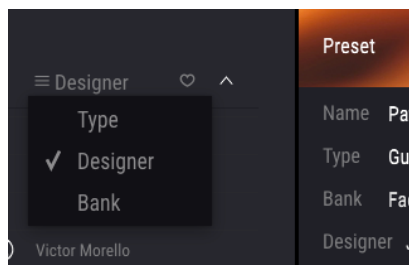 Designer
Type
Designer
Bank
Victor Morello
Preset
Name
Type
Bank
Designer